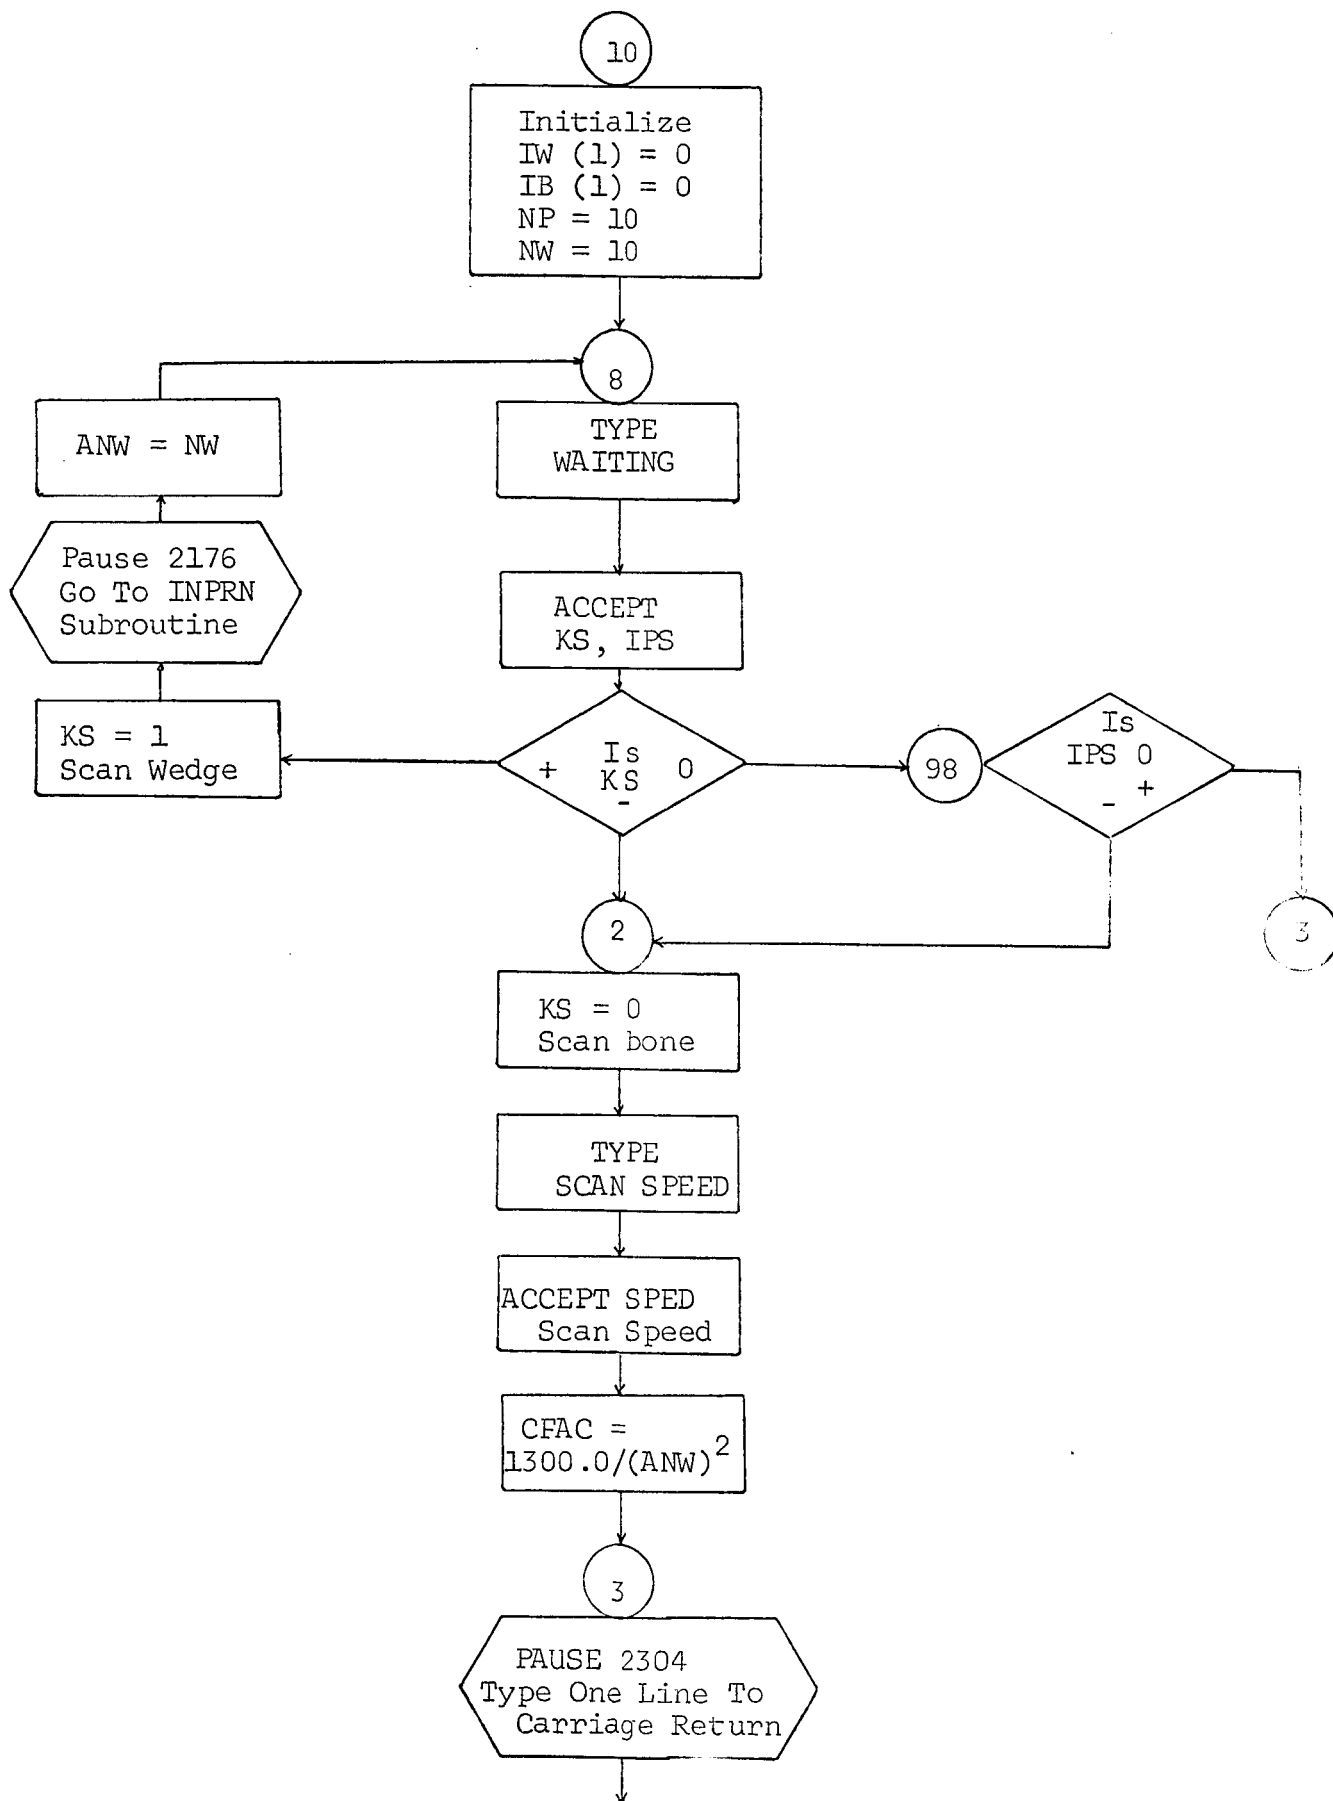 10
Initialize
IW (1) = 0
IB (1) = 0
NP = 10
NW = 10
8
TYPE
WAITING
ANW = NW
Pause 2176
Go To INPRN
Subroutine
ACCEPT
KS, IPS
KS = 1
Scan Wedge
+ Is 0
KS
-
98
Is
IPS 0
- +
2
3
KS = 0
Scan bone
TYPE
SCAN SPEED
ACCEPT SPED
Scan Speed
CFAC =
1300.0/(ANW)²
3
PAUSE 2304
Type One Line To
Carriage Return